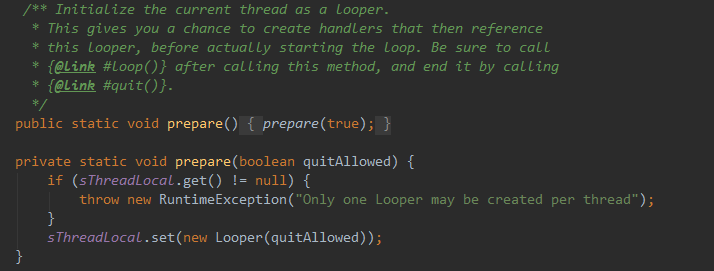 /** Initialize the current thread as a looper.
 * This gives you a chance to create handlers that then reference
 * this looper, before actually starting the loop. Be sure to call
 * {@link #loop()} after calling this method, and end it by calling
 * {@link #quit()}.
 */
public static void prepare() { prepare(true); }
private static void prepare(boolean quitAllowed) {
    if (sThreadLocal.get() != null) {
        throw new RuntimeException("Only one Looper may be created per thread");
    }
    sThreadLocal.set(new Looper(quitAllowed));
}